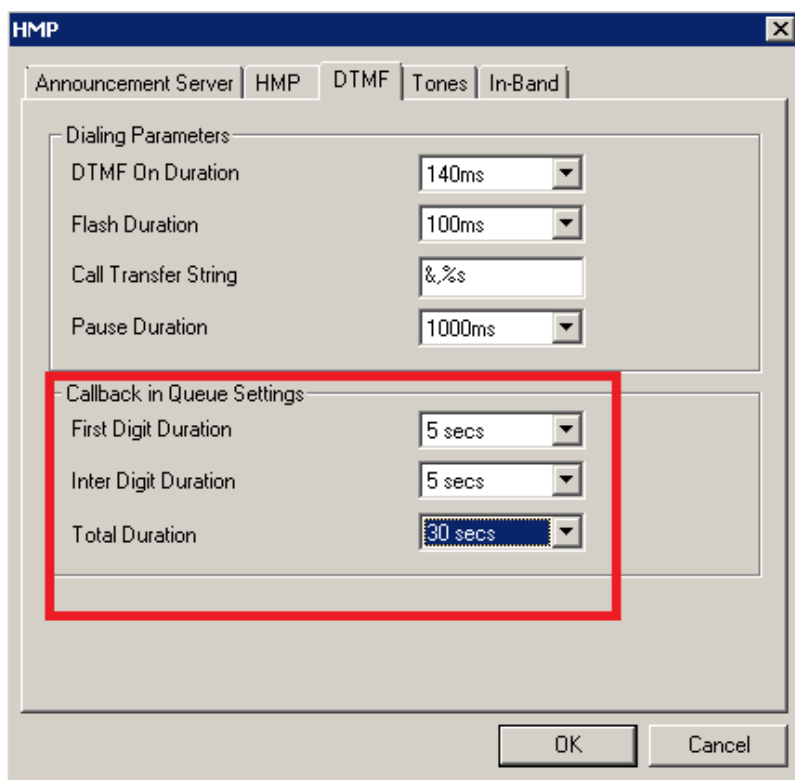 HMP
Announcement Server HMP DTMF Tones In-Band
Dialing Parameters
DTMF On Duration 140ms
Flash Duration 100ms
Call Transfer String &,%s
Pause Duration 1000ms
Callback in Queue Settings
First Digit Duration 5 secs
Inter Digit Duration 5 secs
Total Duration 30 secs
OK Cancel